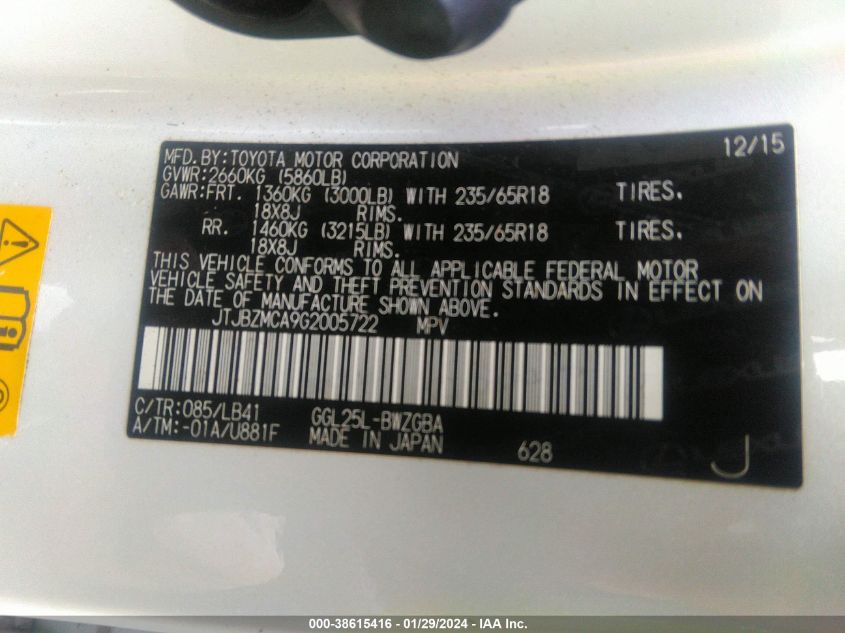 MFD.BY:TOYOTA MOTOR CORPORATION 12/15
GVWR:2660KG (5860LB)
GAWR:FRT. 1360KG (3000LB) WITH 235/65R18 TIRES.
18X8J RIMS.
RR. 1460KG (3215LB) WITH 235/65R18 TIRES.
18X8J RIMS.
THIS VEHICLE CONFORMS TO ALL APPLICABLE FEDERAL MOTOR
VEHICLE SAFETY AND THEFT PREVENTION STANDARDS IN EFFECT ON
THE DATE OF MANUFACTURE SHOWN ABOVE.
JTJBZMCA9G2005722 MPV
C/TR:085/LB41 GGL25L-BWZGBA
A/TM:-01A/U881F MADE IN JAPAN 628 J
000-38615416 - 01/29/2024 - IAA Inc.